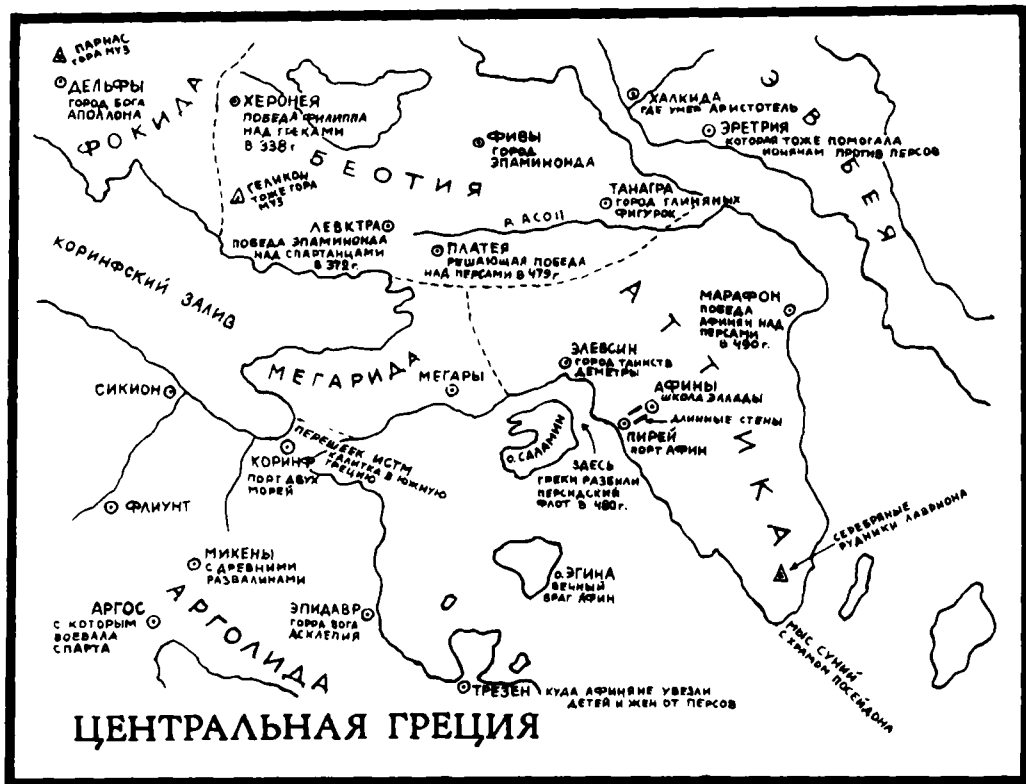 ПАРНАС
ГОРА МУЗ
ДЕЛЬФЫ
ГОРОД БОГА
АПОЛЛОНА
ФОКИДА
ХЕРОНЕЯ
ПОБЕДА ФИЛИППА
НАД ГРЕКАМИ
В 338 г
БЕОТИЯ
ГЕЛИКОН
ТОЖЕ ГОРА
МУЗ
ФИВЫ
ГОРОД
ЭПАМИНОНДА
ХАЛКИДА
ГДЕ УМЕР АРИСТОТЕЛЬ
ЭРЕТРИЯ
КОТОРАЯ ТОЖЕ ПОМОГАЛА
ИОНЯНАМ ПРОТИВ ПЕРСОВ
ЭВБЕЯ
ТАНАГРА
ГОРОД ГЛИНЯНЫХ
ФИГУРОК
Р. АСОП
ЛЕВКТРА
ПОБЕДА ЭПАМИНОНДА
НАД СПАРТАНЦАМИ
В 372 г.
ПЛАТЕЯ
РЕШАЮЩАЯ ПОБЕДА
НАД ПЕРСАМИ В 479 г
КОРИНФСКИЙ ЗАЛИВ
АТТИКА
МАРАФОН
ПОБЕДА
АФИНЯН НАД
ПЕРСАМИ
В 490 г.
МЕГАРИДА
МЕГАРЫ
ЭЛЕВСИН
ГОРОД ТАИНСТВ
ДЕМЕТРЫ
АФИНЫ
ШКОЛА ЭЛЛАДЫ
ДЛИННЫЕ СТЕНЫ
ПИРЕЙ
ПОРТ АФИН
СИКИОН
ПЕРЕШЕЕК ИСТМ
КАЛИТКА В ЮЖНУЮ
ГРЕЦИЮ
КОРИНФ
ПОРТ ДВУХ
МОРЕЙ
О. САЛАМИН
ЗДЕСЬ
ГРЕКИ РАЗБИЛИ
ПЕРСИДСКИЙ
ФЛОТ В 480 г.
ФЛИУНТ
СЕРЕБРЯНЫЕ
РУДНИКИ ЛАВРИОНА
МИКЕНЫ
С ДРЕВНИМИ
РАЗВАЛИНАМИ
О. ЭГИНА
ВЕЧНЫЙ
ВРАГ АФИН
АРГОС
С КОТОРЫМ
ВОЕВАЛА
СПАРТА
АРГОЛИДА
ЭПИДАВР
ГОРОД БОГА
АСКЛЕПИЯ
МЫС СУНИЙ
С ХРАМОМ ПОСЕЙДОНА
ТРЕЗЕН
КУДА АФИНЯНЕ УВЕЗЛИ
ДЕТЕЙ И ЖЕН ОТ ПЕРСОВ
ЦЕНТРАЛЬНАЯ ГРЕЦИЯ